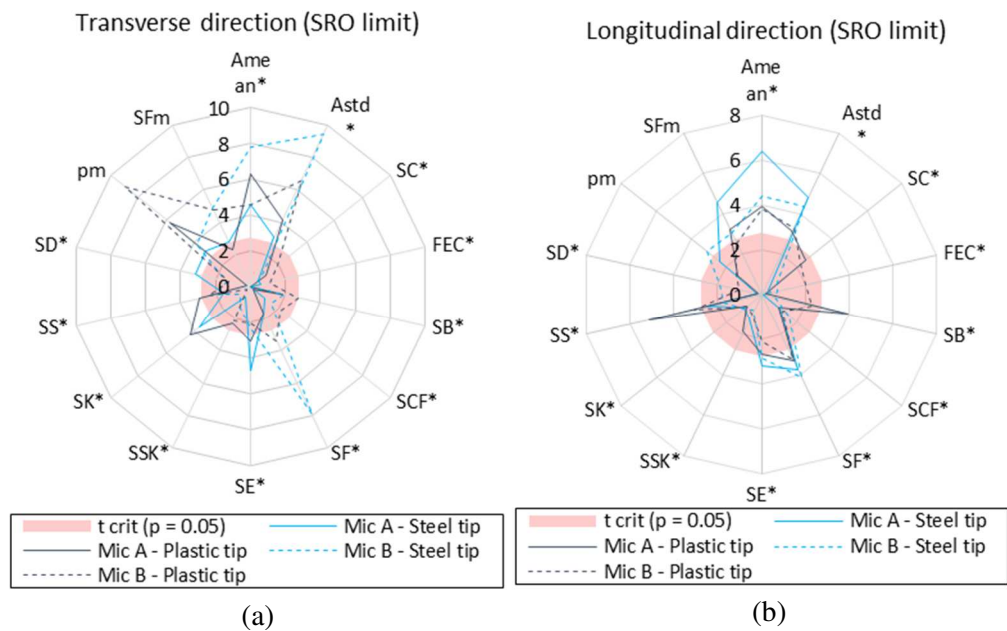 Transverse direction (SRO limit)
Ame
an*
Astd
*
SC*
FEC*
SB*
SCF*
SF*
SE*
SSK*
SK*
SS*
SD*
pm
SFm
10
8
6
4
2
0
t crit (p = 0.05)
Mic A - Steel tip
Mic A - Plastic tip
Mic B - Steel tip
Mic B - Plastic tip
(a)
Longitudinal direction (SRO limit)
Ame
an*
Astd
*
SC*
FEC*
SB*
SCF*
SF*
SE*
SSK*
SK*
SS*
SD*
pm
SFm
8
6
4
2
0
t crit (p = 0.05)
Mic A - Steel tip
Mic A - Plastic tip
Mic B - Steel tip
Mic B - Plastic tip
(b)